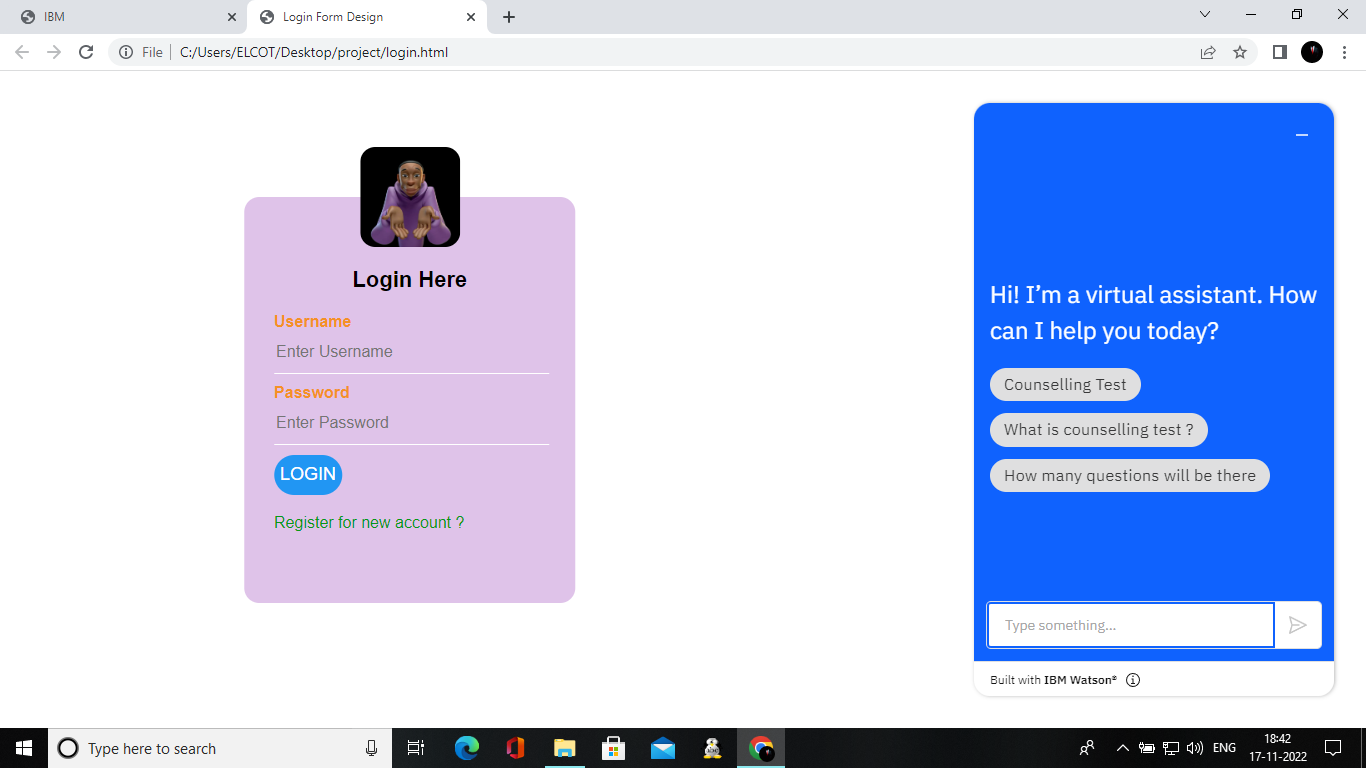 IBM
Login Form Design
File
C:/Users/ELCOT/Desktop/project/login.html
Login Here
Username
Enter Username
Password
Enter Password
LOGIN
Register for new account ?
Hi! I’m a virtual assistant. How
can I help you today?
Counselling Test
What is counselling test ?
How many questions will be there
Type something...
Built with IBM Watson®
Type here to search
ENG
18:42
17-11-2022